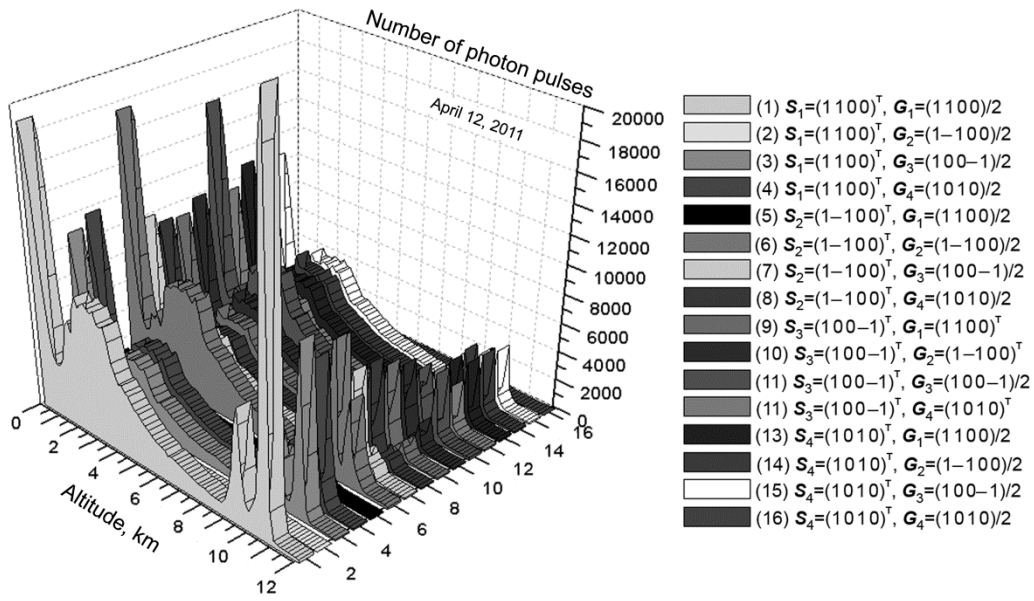 Number of photon pulses
April 12, 2011
20000
18000
16000
14000
12000
10000
8000
6000
4000
2000
0
0
2
4
6
8
10
12
Altitude, km
2
4
6
8
10
12
14
16
(1) S₁=(1100)ᵀ, G₁=(1100)/2
(2) S₁=(1100)ᵀ, G₂=(1–100)/2
(3) S₁=(1100)ᵀ, G₃=(100–1)/2
(4) S₁=(1100)ᵀ, G₄=(1010)/2
(5) S₂=(1–100)ᵀ, G₁=(1100)/2
(6) S₂=(1–100)ᵀ, G₂=(1–100)/2
(7) S₂=(1–100)ᵀ, G₃=(100–1)/2
(8) S₂=(1–100)ᵀ, G₄=(1010)/2
(9) S₃=(100–1)ᵀ, G₁=(1100)ᵀ
(10) S₃=(100–1)ᵀ, G₂=(1–100)ᵀ
(11) S₃=(100–1)ᵀ, G₃=(100–1)/2
(11) S₃=(100–1)ᵀ, G₄=(1010)ᵀ
(13) S₄=(1010)ᵀ, G₁=(1100)/2
(14) S₄=(1010)ᵀ, G₂=(1–100)/2
(15) S₄=(1010)ᵀ, G₃=(100–1)/2
(16) S₄=(1010)ᵀ, G₄=(1010)/2